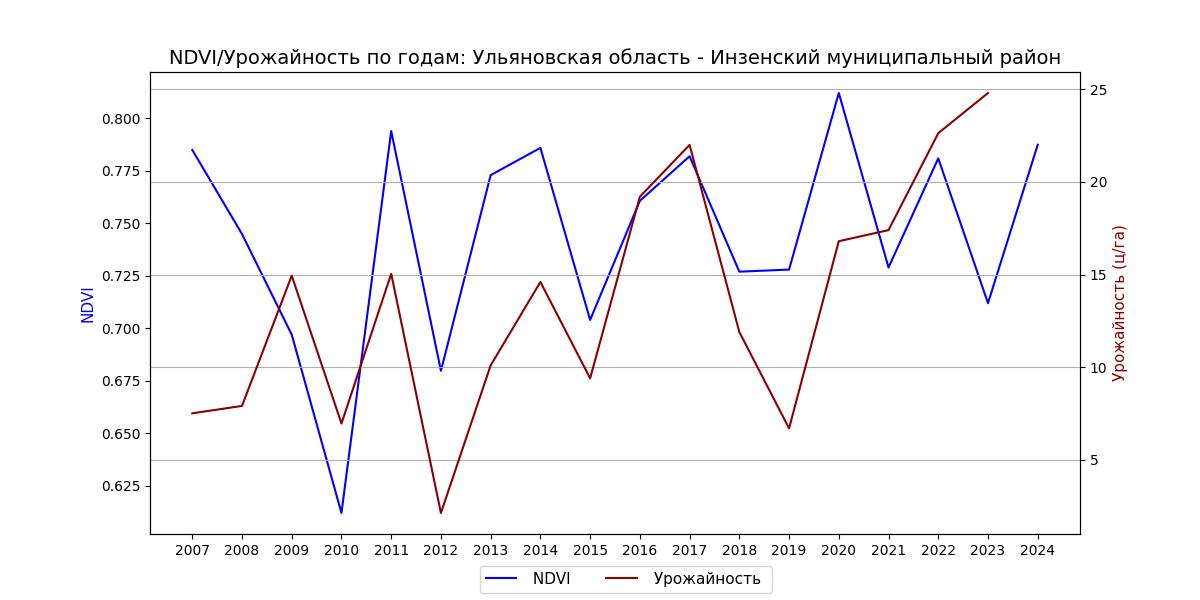 NDVI/Урожайность по годам: Ульяновская область - Инзенский муниципальный район
0.800
0.775
0.750
0.725
0.700
0.675
0.650
0.625
NDVI
25
20
15
10
5
Урожайность (ц/га)
2007 2008 2009 2010 2011 2012 2013 2014 2015 2016 2017 2018 2019 2020 2021 2022 2023 2024
NDVI Урожайность